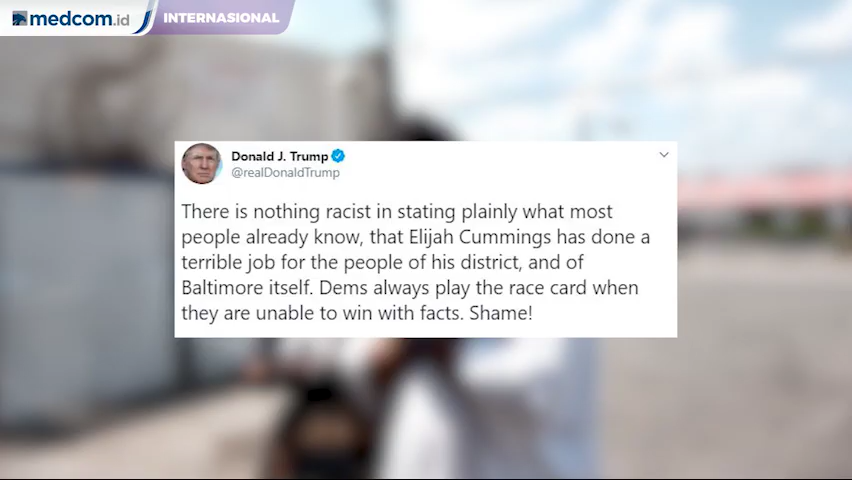 medcom.id INTERNASIONAL
Donald J. Trump
@realDonaldTrump
There is nothing racist in stating plainly what most
people already know, that Elijah Cummings has done a
terrible job for the people of his district, and of
Baltimore itself. Dems always play the race card when
they are unable to win with facts. Shame!